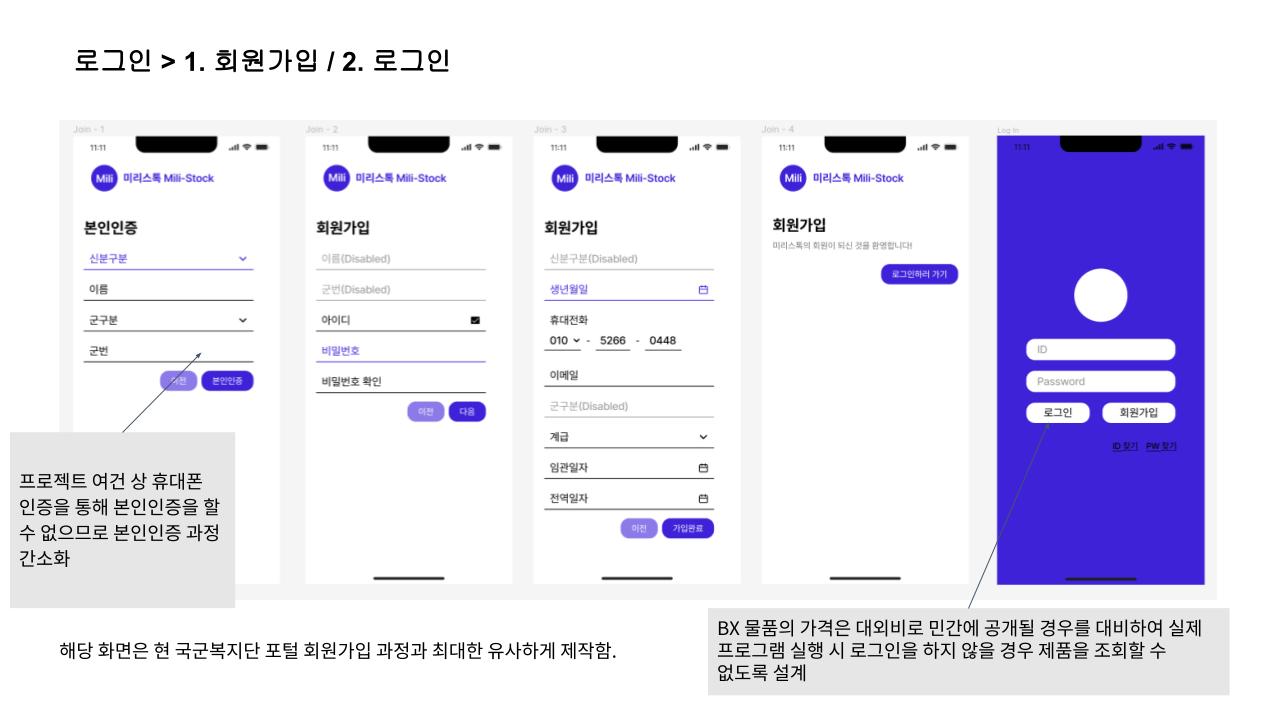 로그인 > 1. 회원가입 / 2. 로그인
Join - 1
11:11
Mili 미리스톡 Mili-Stock
본인인증
신분구분
이름
군구분
군번
이전 본인인증
Join - 2
11:11
Mili 미리스톡 Mili-Stock
회원가입
이름(Disabled)
군번(Disabled)
아이디
비밀번호
비밀번호 확인
이전 다음
Join - 3
11:11
Mili 미리스톡 Mili-Stock
회원가입
신분구분(Disabled)
생년월일
휴대전화
010 - 5266 - 0448
이메일
군구분(Disabled)
계급
임관일자
전역일자
이전 가입완료
Join - 4
11:11
Mili 미리스톡 Mili-Stock
회원가입
미리스톡의 회원이 되신 것을 환영합니다!
로그인하러 가기
Log In
11:11
ID
Password
로그인 회원가입
ID 찾기 PW 찾기
프로젝트 여건 상 휴대폰
인증을 통해 본인인증을 할
수 없으므로 본인인증 과정
간소화
해당 화면은 현 국군복지단 포털 회원가입 과정과 최대한 유사하게 제작함.
BX 물품의 가격은 대외비로 민간에 공개될 경우를 대비하여 실제
프로그램 실행 시 로그인을 하지 않을 경우 제품을 조회할 수
없도록 설계